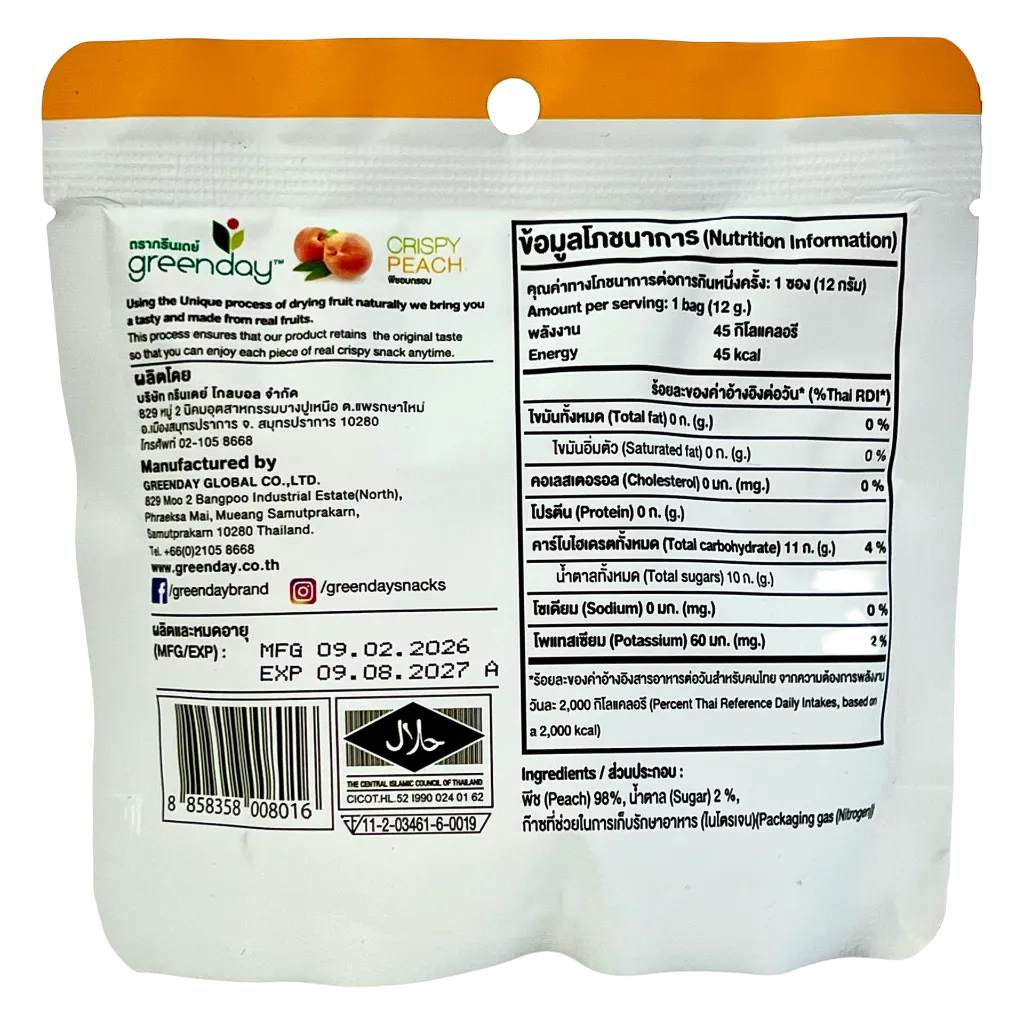 ตรากรีนเดย์
greenday™
CRISPY
PEACH
พีชอบกรอบ
Using the Unique process of drying fruit naturally we bring you
a tasty and made from real fruits.
This process ensures that our product retains the original taste
so that you can enjoy each piece of real crispy snack anytime.
ผลิตโดย
บริษัท กรีนเดย์ โกลบอล จำกัด
829 หมู่ 2 นิคมอุตสาหกรรมบางปูเหนือ ต.แพรกษาใหม่
อ.เมืองสมุทรปราการ จ. สมุทรปราการ 10280
โทรศัพท์ 02-105 8668
Manufactured by
GREENDAY GLOBAL CO.,LTD.
829 Moo 2 Bangpoo Industrial Estate(North),
Phraeksa Mai, Mueang Samutprakarn,
Samutprakarn 10280 Thailand.
Tel. +66(0)2105 8668
www.greenday.co.th
/greendaybrand
/greendaysnacks
ผลิตและหมดอายุ
(MFG/EXP) :
MFG 09.02.2026
EXP 09.08.2027 A
8 858358 008016
حلال
THE CENTRAL ISLAMIC COUNCIL OF THAILAND
CICOT.HL.52 I990 024 01 62
11-2-03461-6-0019
ข้อมูลโภชนาการ (Nutrition Information)
คุณค่าทางโภชนาการต่อการกินหนึ่งครั้ง: 1 ซอง (12 กรัม)
Amount per serving: 1 bag (12 g.)
พลังงาน 45 กิโลแคลอรี
Energy 45 kcal
ร้อยละของค่าอ้างอิงต่อวัน* (%Thai RDI*)
ไขมันทั้งหมด (Total fat) 0 ก. (g.) 0 %
ไขมันอิ่มตัว (Saturated fat) 0 ก. (g.) 0 %
คอเลสเตอรอล (Cholesterol) 0 มก. (mg.) 0 %
โปรตีน (Protein) 0 ก. (g.)
คาร์โบไฮเดรตทั้งหมด (Total carbohydrate) 11 ก. (g.) 4 %
น้ำตาลทั้งหมด (Total sugars) 10 ก. (g.)
โซเดียม (Sodium) 0 มก. (mg.) 0 %
โพแทสเซียม (Potassium) 60 มก. (mg.) 2 %
*ร้อยละของค่าอ้างอิงสารอาหารต่อวันสำหรับคนไทย จากความต้องการพลังงาน
วันละ 2,000 กิโลแคลอรี (Percent Thai Reference Daily Intakes, based on
a 2,000 kcal)
Ingredients / ส่วนประกอบ :
พีช (Peach) 98%, น้ำตาล (Sugar) 2 %,
ก๊าซที่ช่วยในการเก็บรักษาอาหาร (ไนโตรเจน)(Packaging gas (Nitrogen))